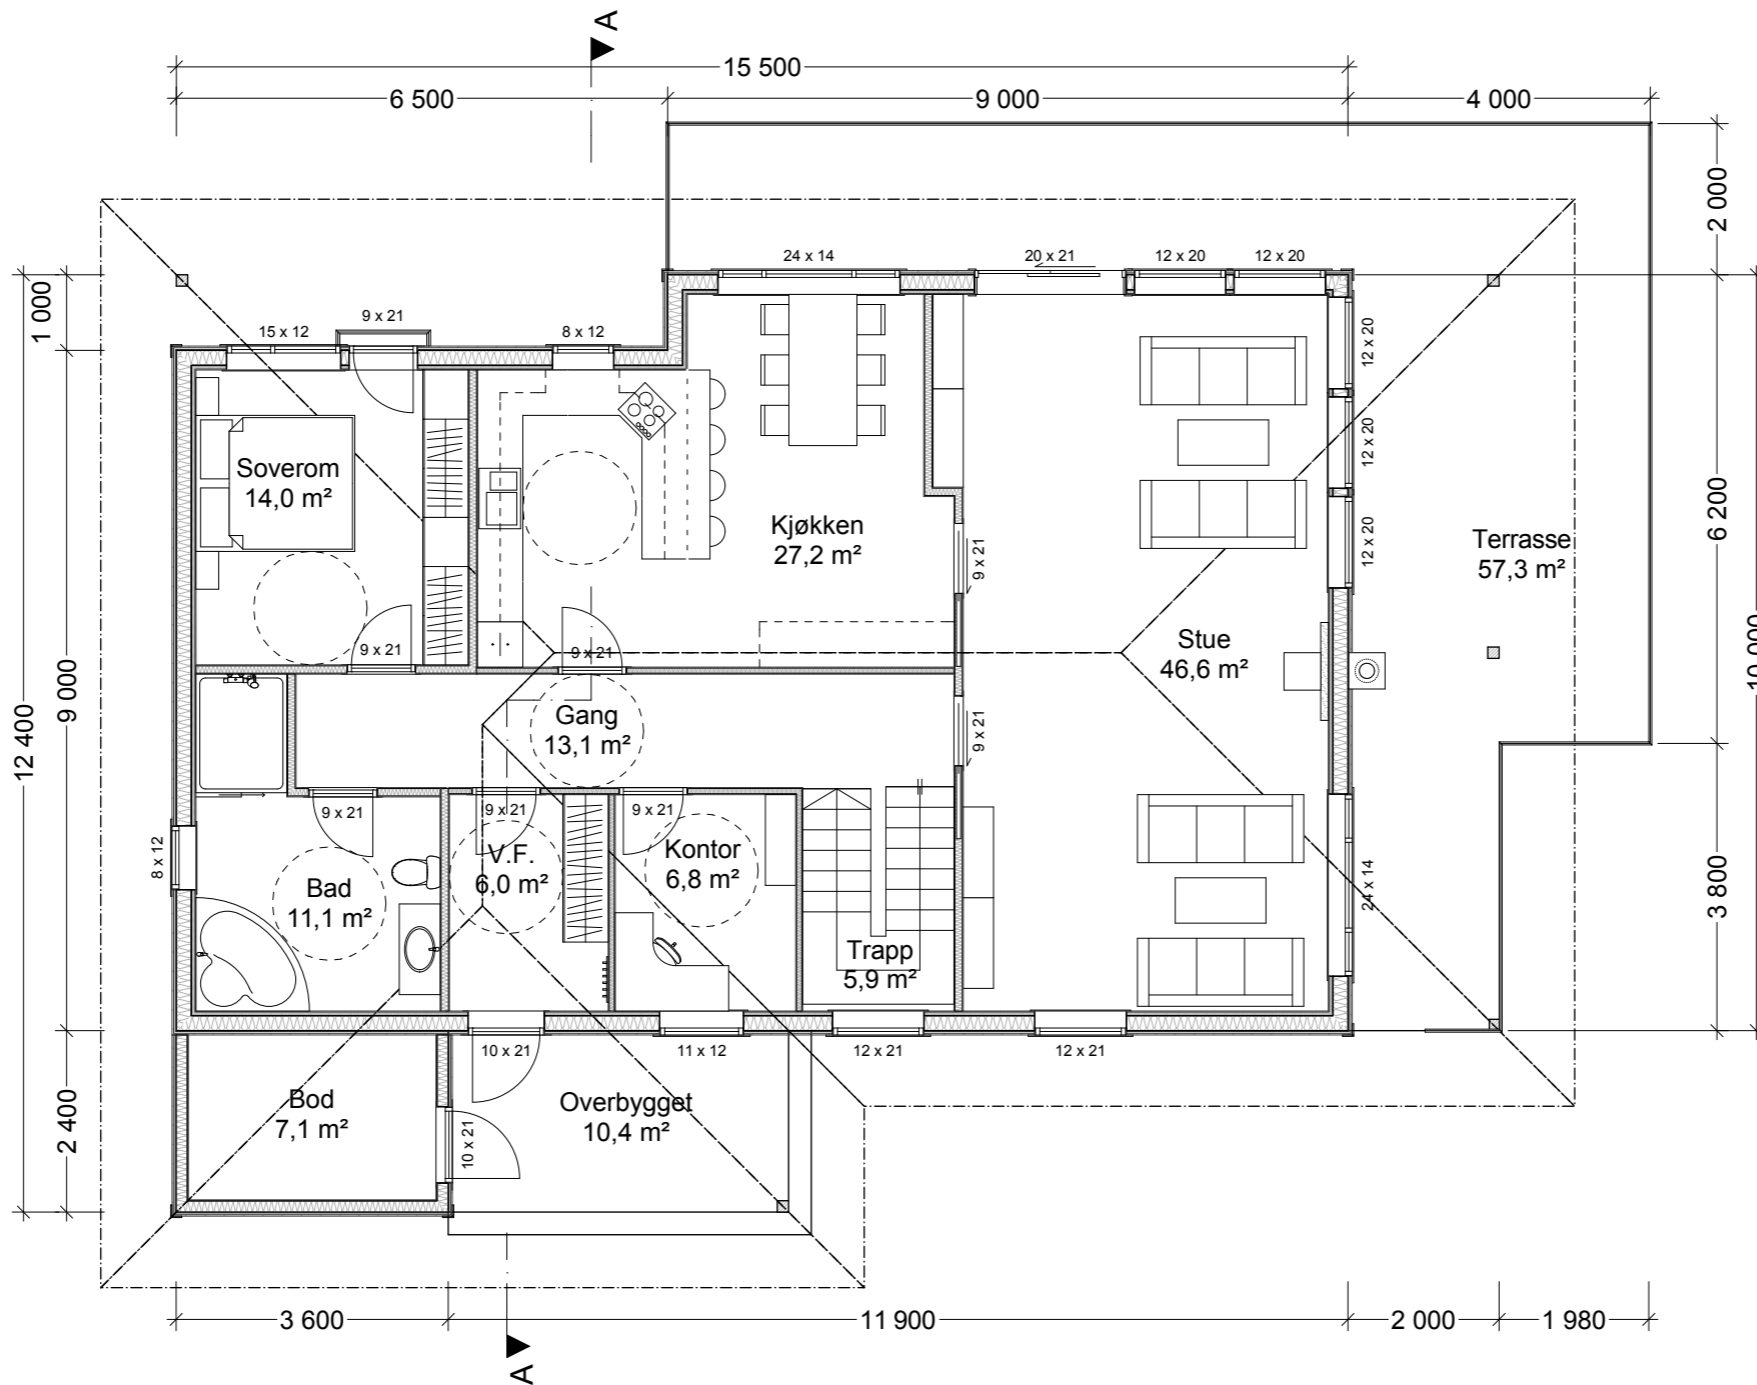 A
15 500
6 500
9 000
4 000
2 000
24 x 14
20 x 21
12 x 20
12 x 20
1 000
9 x 21
15 x 12
8 x 12
12 x 20
12 x 20
12 x 20
Soverom
14,0 m²
Kjøkken
27,2 m²
9 x 21
Terrasse
57,3 m²
6 200
12 400
9 000
10 000
9 x 21
9 x 21
Stue
46,6 m²
Gang
13,1 m²
9 x 21
9 x 21
9 x 21
9 x 21
8 x 12
V.F.
6,0 m²
Kontor
6,8 m²
Bad
11,1 m²
24 x 14
3 800
Trapp
5,9 m²
10 x 21
11 x 12
12 x 21
12 x 21
2 400
Bod
7,1 m²
10 x 21
Overbygget
10,4 m²
3 600
11 900
2 000
1 980
A